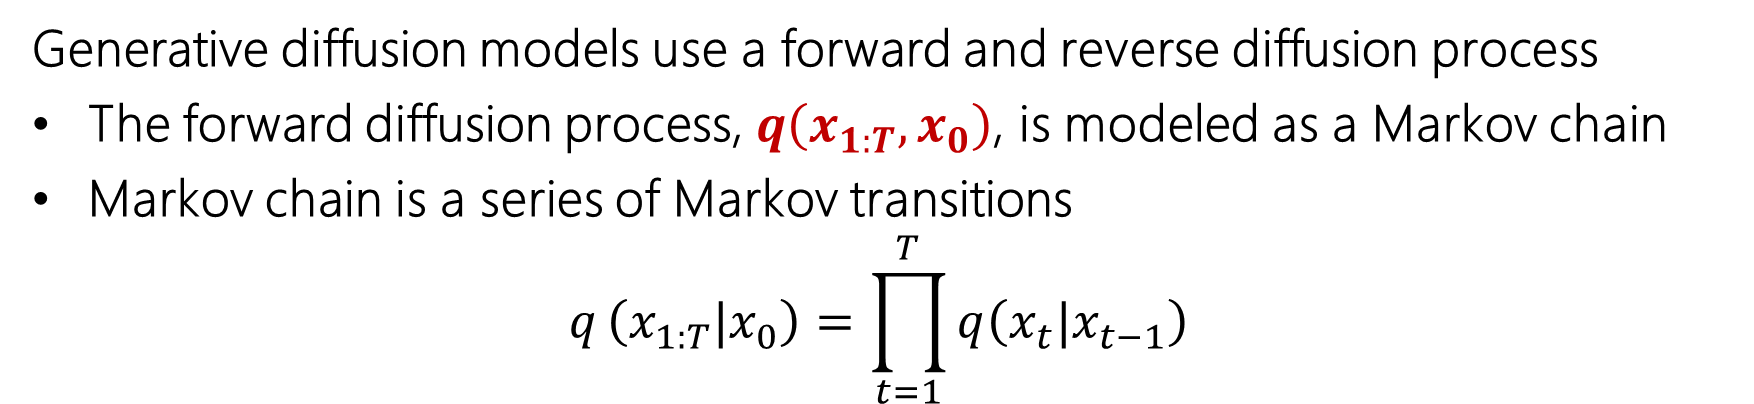 Generative diffusion models use a forward and reverse diffusion process
• The forward diffusion process, q(x₁:T, x₀), is modeled as a Markov chain
• Markov chain is a series of Markov transitions
q (x₁:T|x₀) = ∏ₜ₌₁ᵀ q(xₜ|xₜ₋₁)